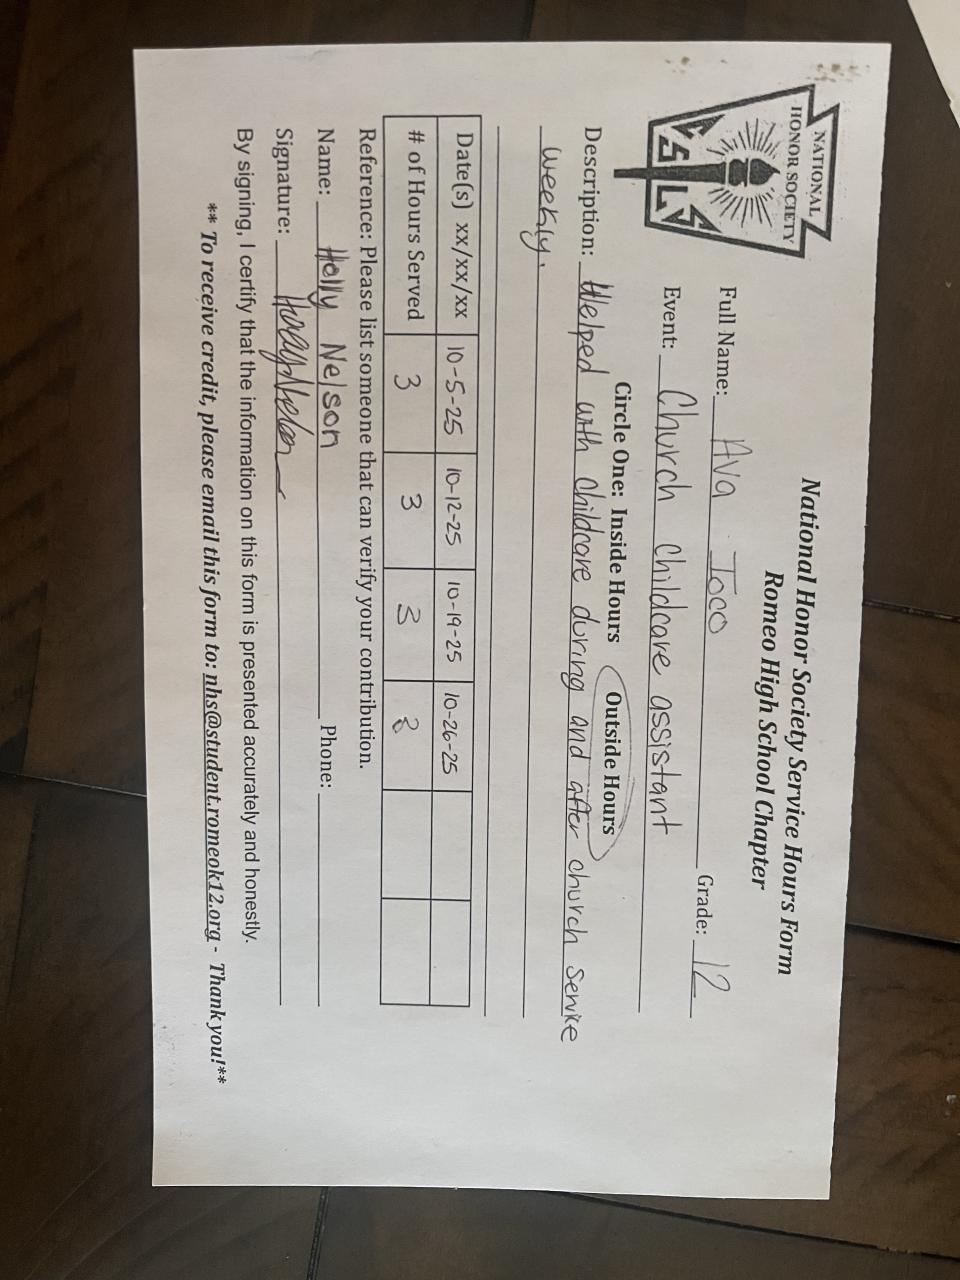 NATIONAL
HONOR SOCIETY
C S L S
National Honor Society Service Hours Form
Romeo High School Chapter
Full Name: Ava Toco Grade: 12
Event: Church childcare assistant
Circle One: Inside Hours Outside Hours
Description: Helped with childcare during and after church service
weekly.
Date(s) xx/xx/xx 10-5-25 10-12-25 10-19-25 10-26-25
# of Hours Served 3 3 3 3
Reference: Please list someone that can verify your contribution.
Name: Holly Nelson Phone:
Signature: Holly Nelson
By signing, I certify that the information on this form is presented accurately and honestly.
** To receive credit, please email this form to: nhs@student.romeok12.org - Thank you!**